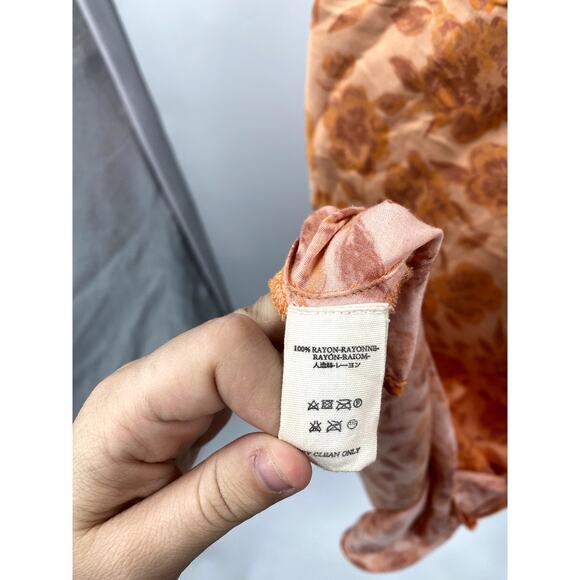 100% RAYON-RAYONNE-
RAYÓN-RAIOM-
人造絲-レーヨン
CLEAN ONLY